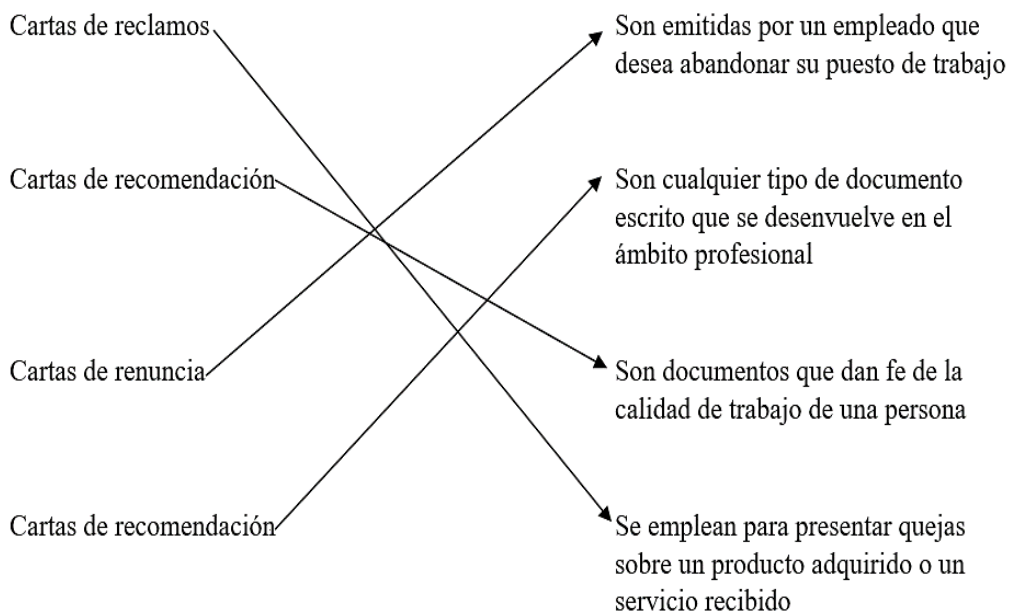 Cartas de reclamos
Son emitidas por un empleado que
desea abandonar su puesto de trabajo
Cartas de recomendación
Son cualquier tipo de documento
escrito que se desenvuelve en el
ámbito profesional
Cartas de renuncia
Son documentos que dan fe de la
calidad de trabajo de una persona
Cartas de recomendación
Se emplean para presentar quejas
sobre un producto adquirido o un
servicio recibido